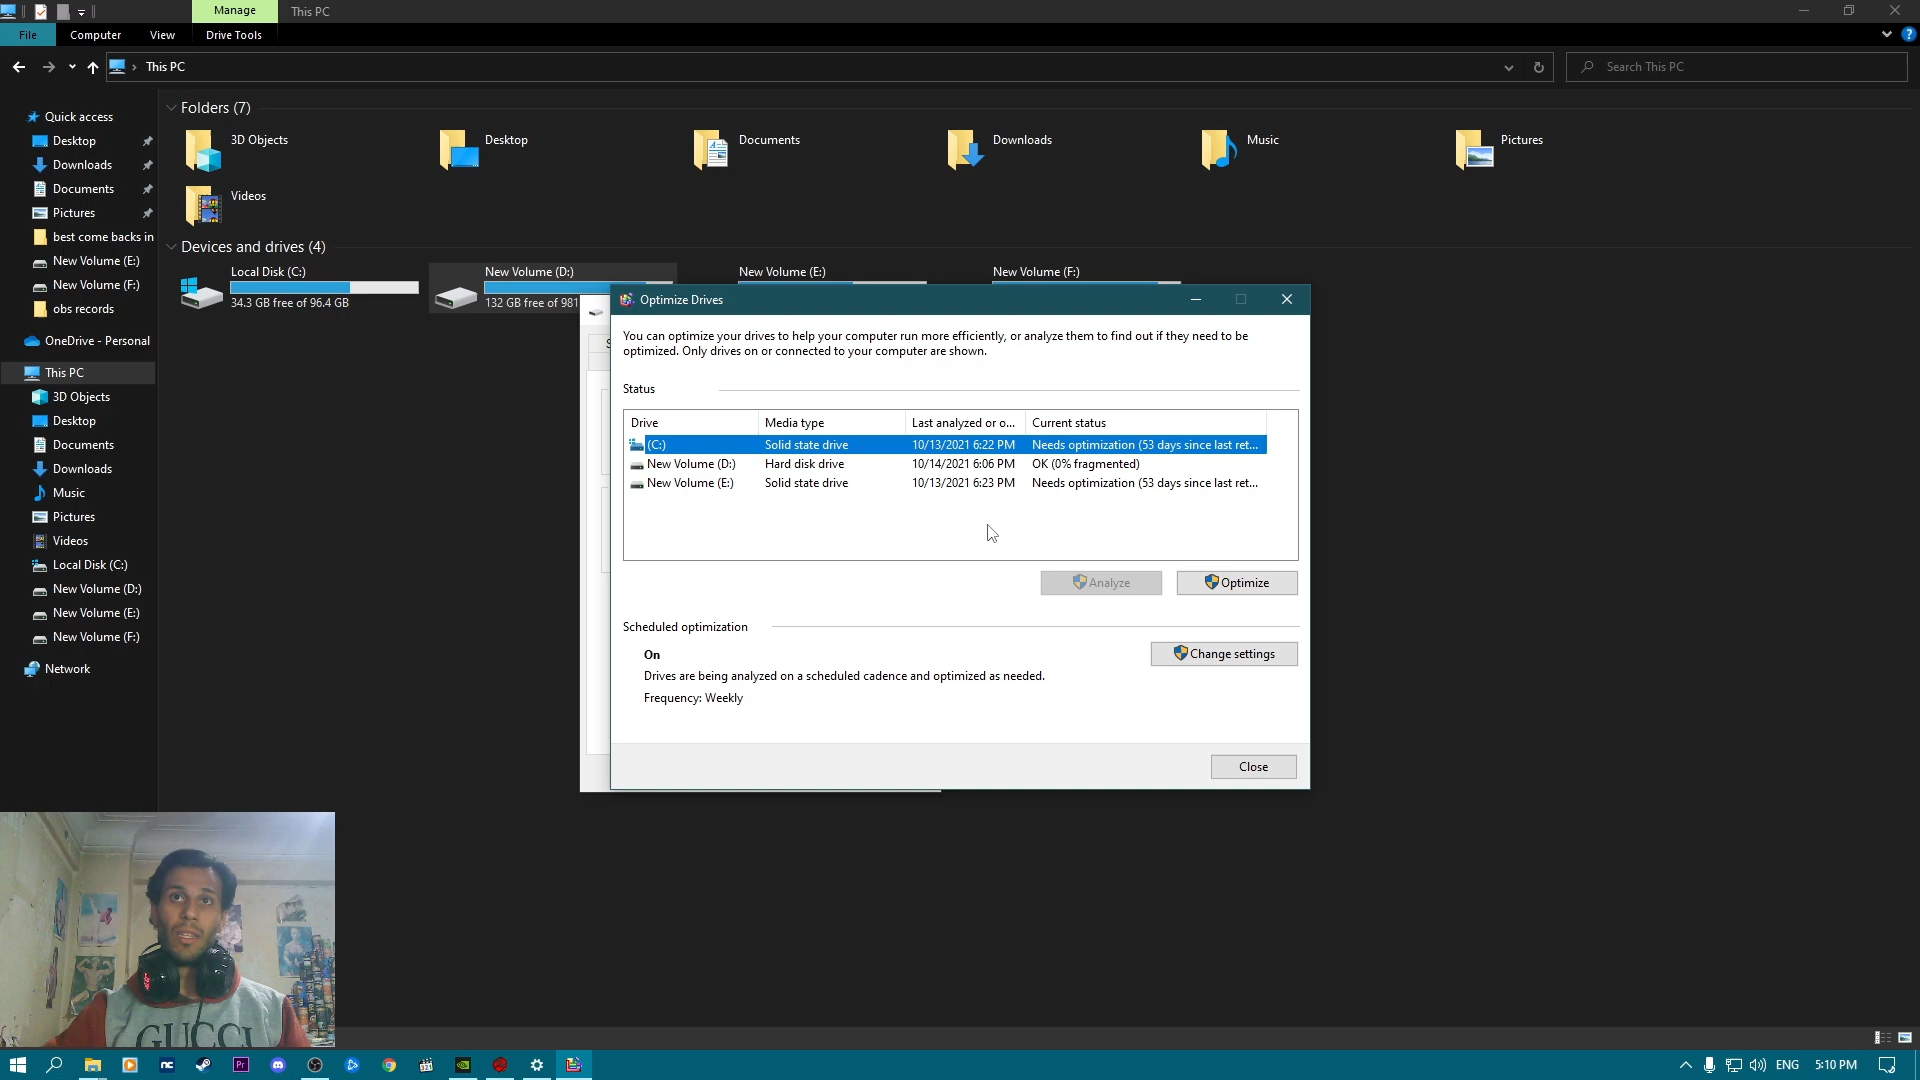 Manage
This PC
File
Computer
View
Drive Tools
This PC
Search This PC
Quick access
Desktop
Downloads
Documents
Pictures
best come backs in
New Volume (E:)
New Volume (F:)
obs records
OneDrive - Personal
This PC
3D Objects
Desktop
Documents
Downloads
Music
Pictures
Videos
Local Disk (C:)
New Volume (D:)
New Volume (E:)
New Volume (F:)
Network
Folders (7)
3D Objects
Desktop
Documents
Downloads
Music
Pictures
Videos
Devices and drives (4)
Local Disk (C:)
34.3 GB free of 96.4 GB
New Volume (D:)
132 GB free of 981
New Volume (E:)
New Volume (F:)
Optimize Drives
You can optimize your drives to help your computer run more efficiently, or analyze them to find out if they need to be
optimized. Only drives on or connected to your computer are shown.
Status
Drive Media type Last analyzed or o... Current status
(C:) Solid state drive 10/13/2021 6:22 PM Needs optimization (53 days since last ret...
New Volume (D:) Hard disk drive 10/14/2021 6:06 PM OK (0% fragmented)
New Volume (E:) Solid state drive 10/13/2021 6:23 PM Needs optimization (53 days since last ret...
Analyze
Optimize
Scheduled optimization
On
Change settings
Drives are being analyzed on a scheduled cadence and optimized as needed.
Frequency: Weekly
Close
GUCCI
nc
Pr
ENG
5:10 PM